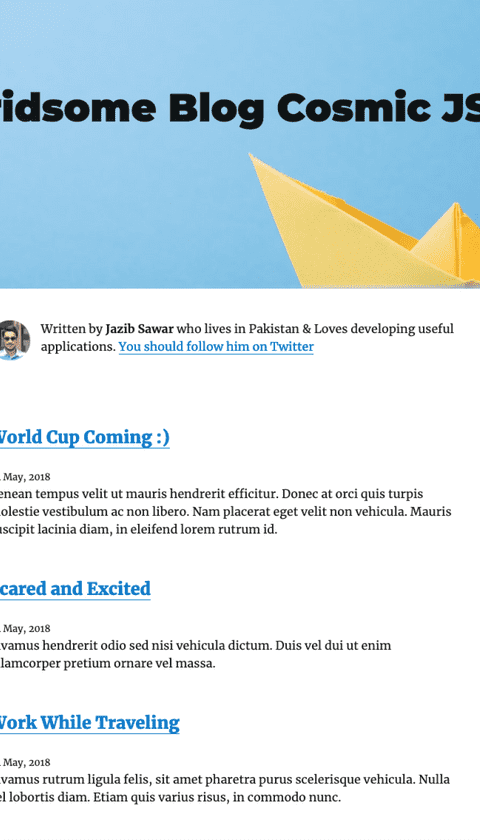 ridsome Blog Cosmic JS
Written by Jazib Sawar who lives in Pakistan & Loves developing useful
applications. You should follow him on Twitter
World Cup Coming :)
May, 2018
enean tempus velit ut mauris hendrerit efficitur. Donec at orci quis turpis
olestie vestibulum ac non libero. Nam placerat eget velit non vehicula. Mauris
uscipit lacinia diam, in eleifend lorem rutrum id.
cared and Excited
May, 2018
vamus hendrerit odio sed nisi vehicula dictum. Duis vel dui ut enim
llamcorper pretium ornare vel massa.
Work While Traveling
May, 2018
vamus rutrum ligula felis, sit amet pharetra purus scelerisque vehicula. Nulla
el lobortis diam. Etiam quis varius risus, in commodo nunc.